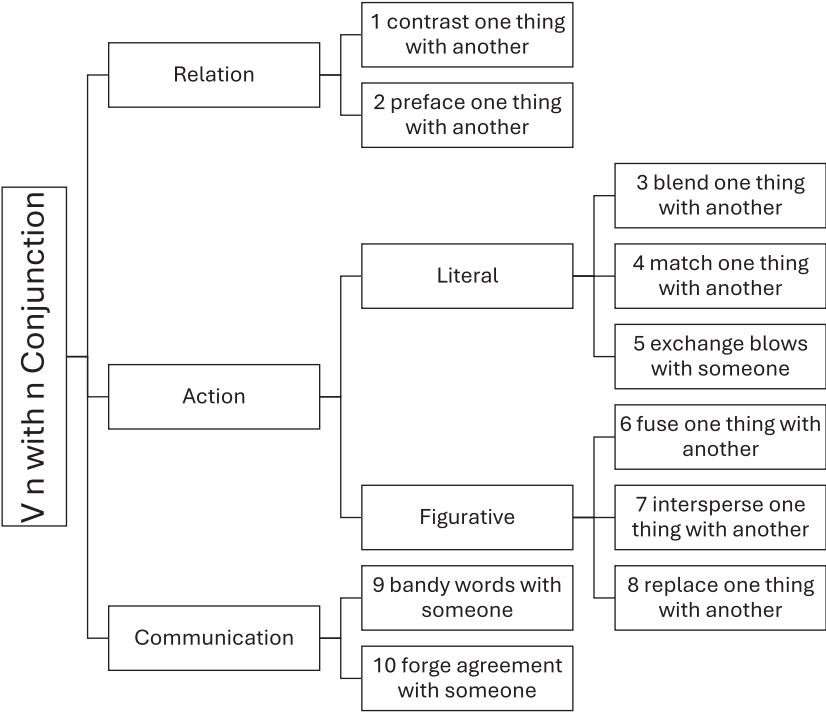 V n with n Conjunction
Relation
1 contrast one thing
with another
2 preface one thing
with another
Action
Literal
3 blend one thing
with another
4 match one thing
with another
5 exchange blows
with someone
Figurative
6 fuse one thing with
another
7 intersperse one
thing with another
8 replace one thing
with another
Communication
9 bandy words with
someone
10 forge agreement
with someone